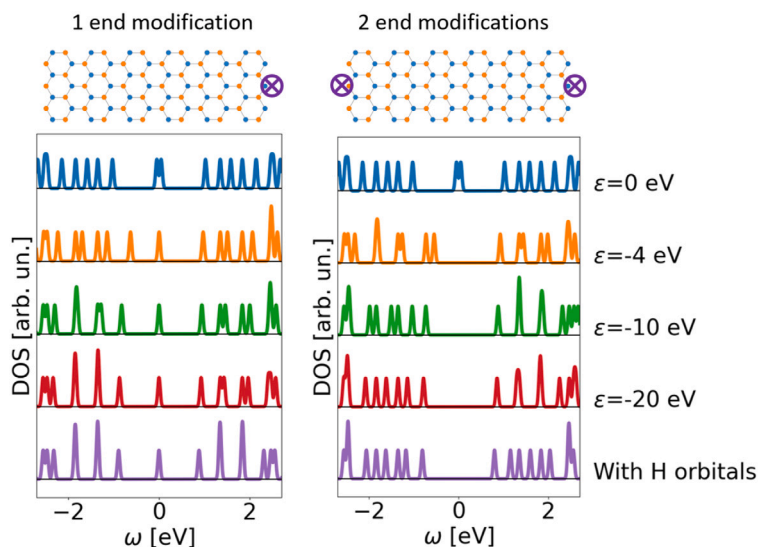 1 end modification
2 end modifications
DOS [arb. un.]
DOS [arb. un.]
ε=0 eV
ε=-4 eV
ε=-10 eV
ε=-20 eV
With H orbitals
−2 0 2
−2 0 2
ω [eV]
ω [eV]